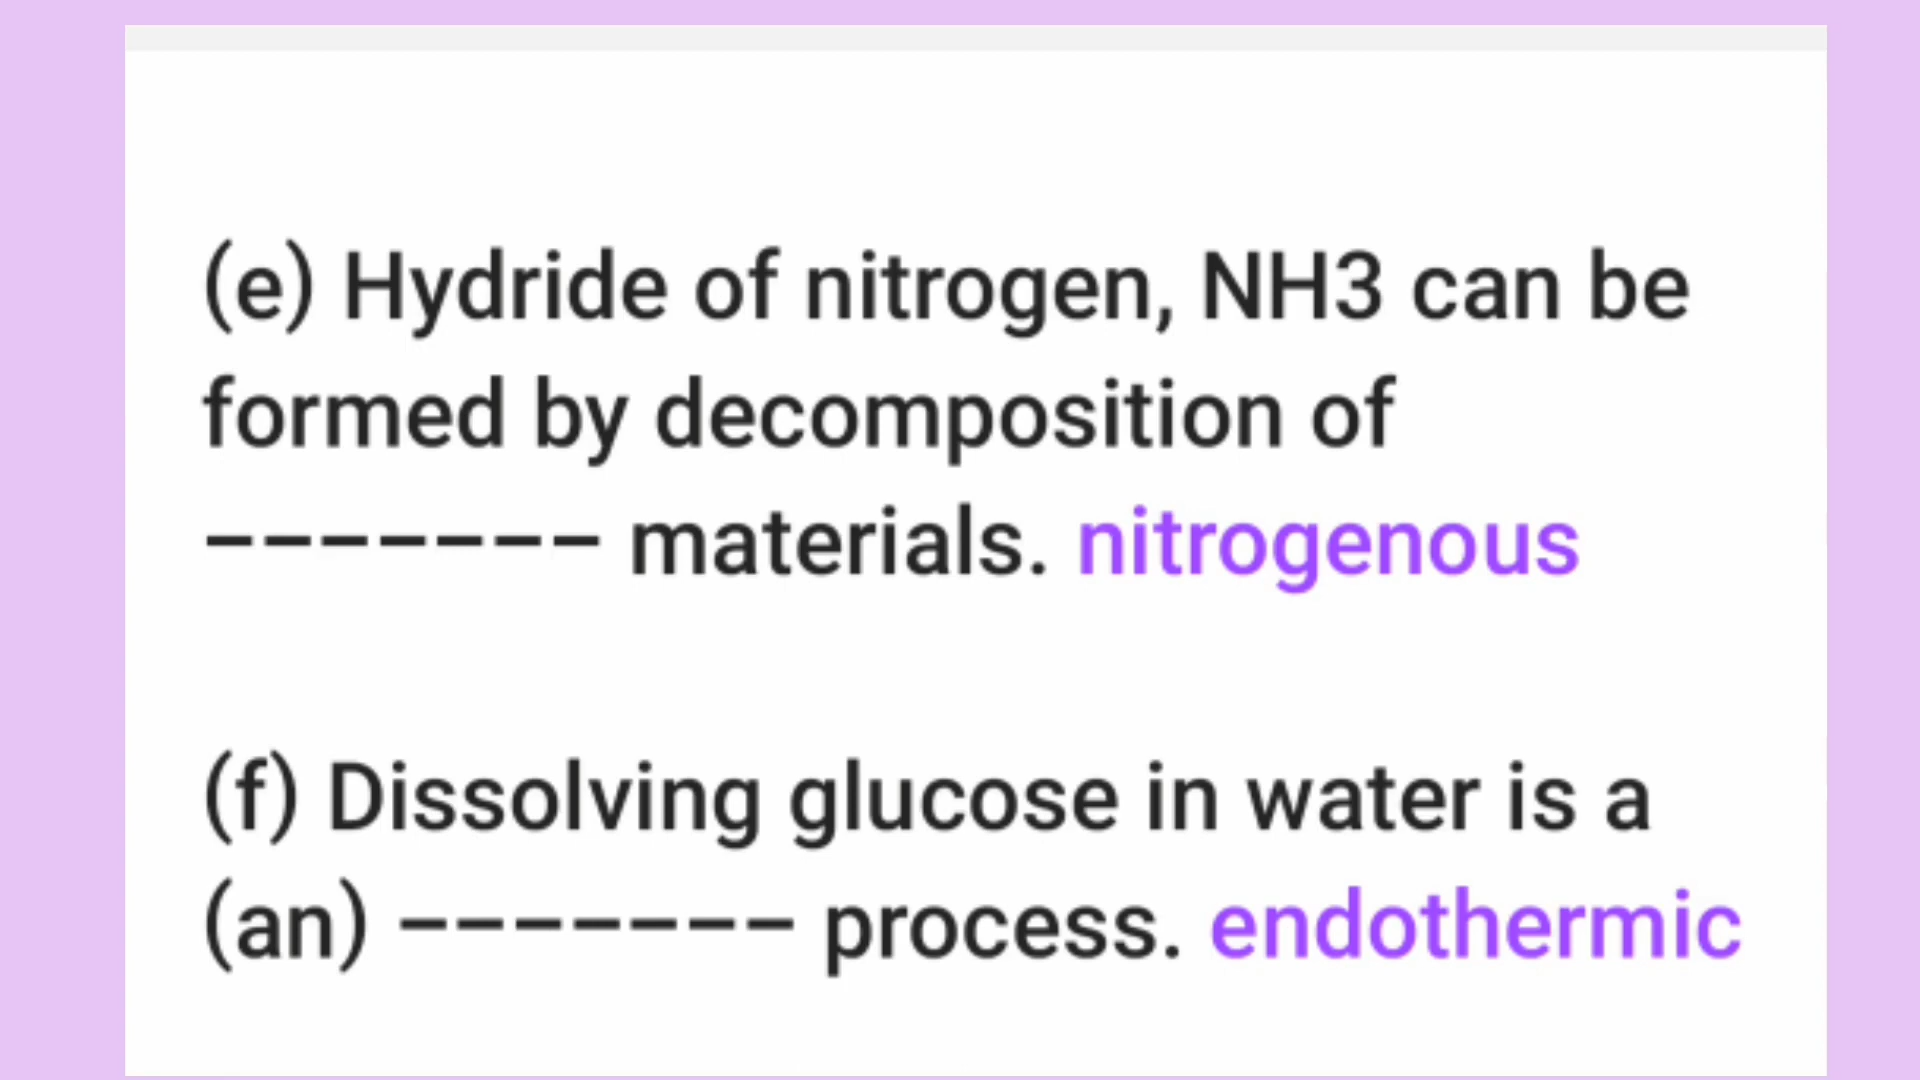 (e) Hydride of nitrogen, NH3 can be
formed by decomposition of
------- materials. nitrogenous
(f) Dissolving glucose in water is a
(an) ------- process. endothermic